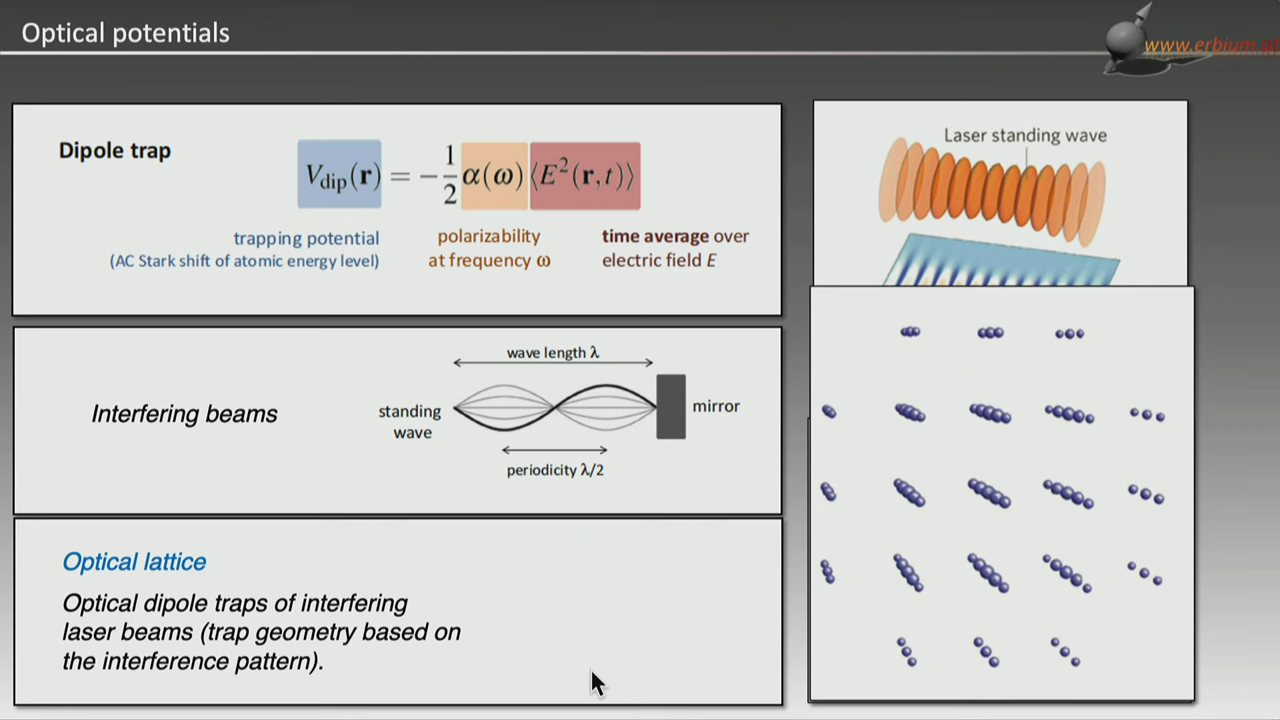 Optical potentials
www.erbium.at
Dipole trap
V_dip(r) = −1/2 α(ω)⟨E²(r,t)⟩
trapping potential
(AC Stark shift of atomic energy level)
polarizability
at frequency ω
time average over
electric field E
Laser standing wave
Interfering beams
wave length λ
standing
wave
mirror
periodicity λ/2
Optical lattice
Optical dipole traps of interfering
laser beams (trap geometry based on
the interference pattern).